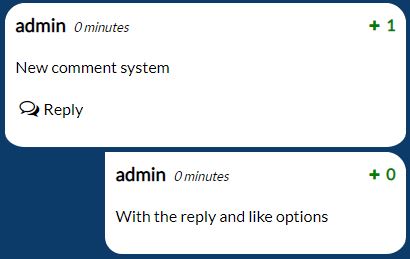 admin 0 minutes + 1
New comment system
Reply
admin 0 minutes + 0
With the reply and like options